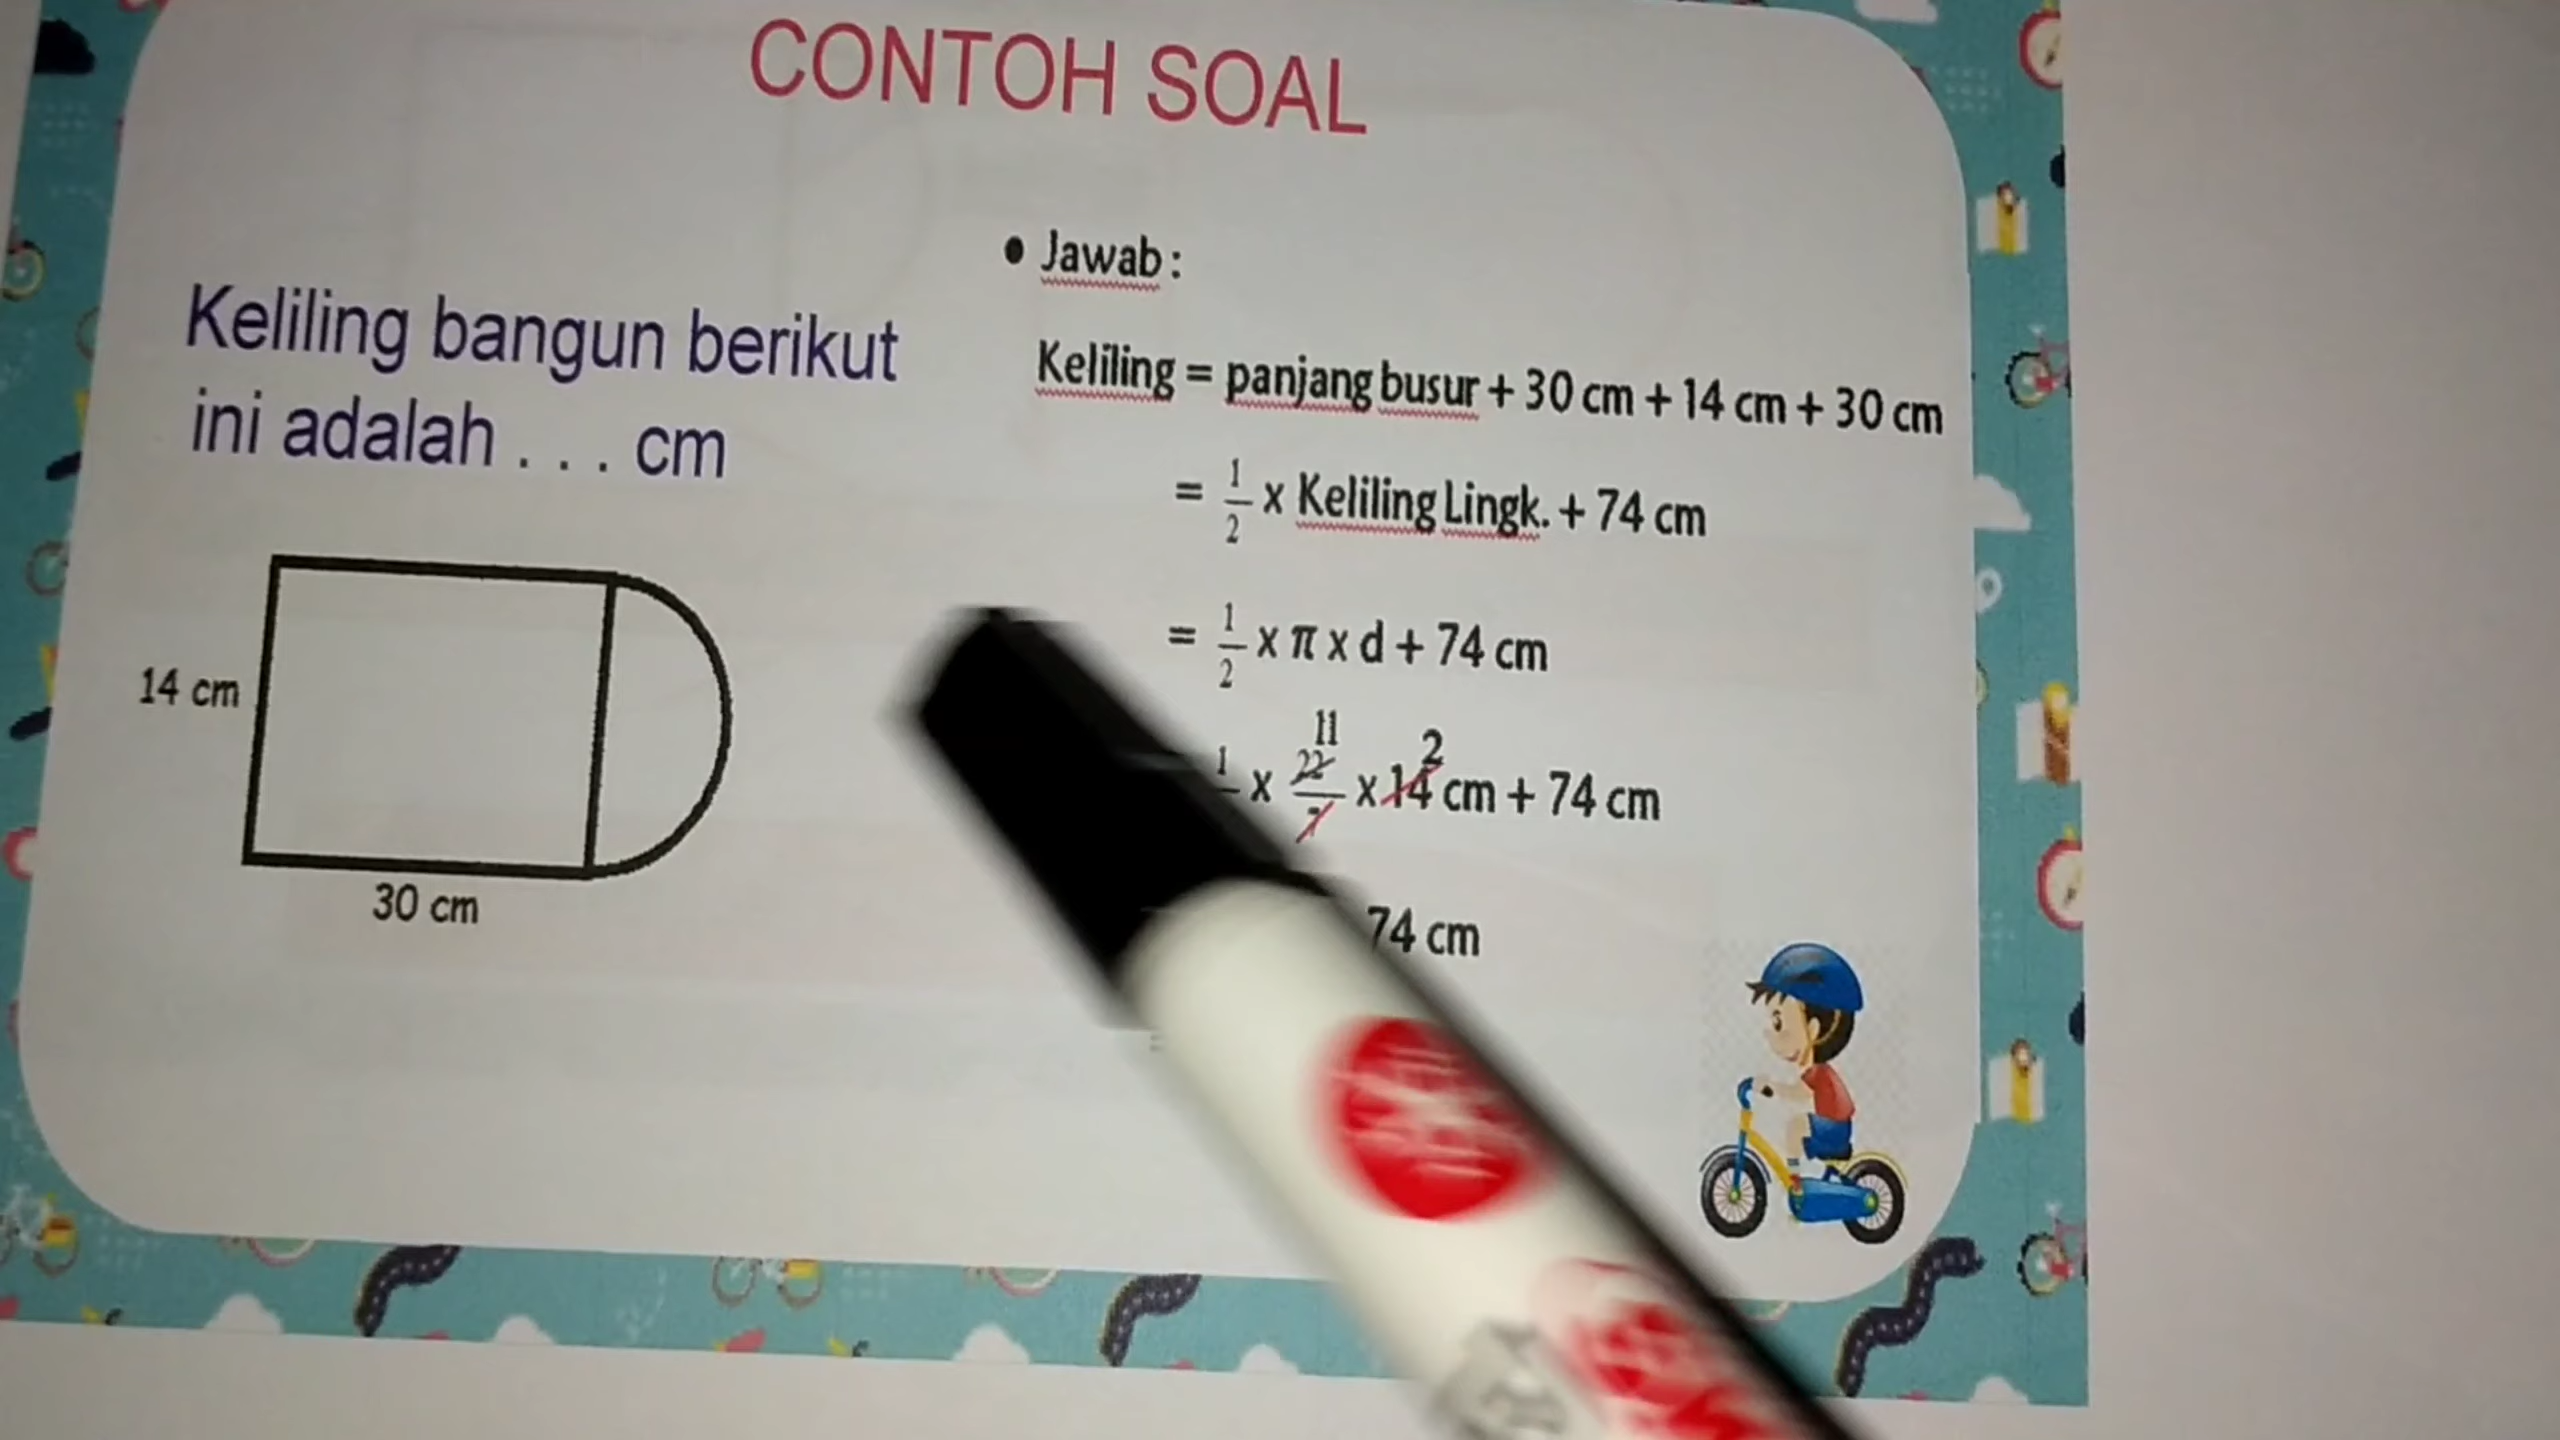 CONTOH SOAL
Keliling bangun berikut
ini adalah . . . cm
14 cm
30 cm
• Jawab :
Keliling = panjang busur + 30 cm + 14 cm + 30 cm
= 1/2 x Keliling Lingk. + 74 cm
= 1/2 x π x d + 74 cm
11 2
1 x 22 x 14 cm + 74 cm
74 cm